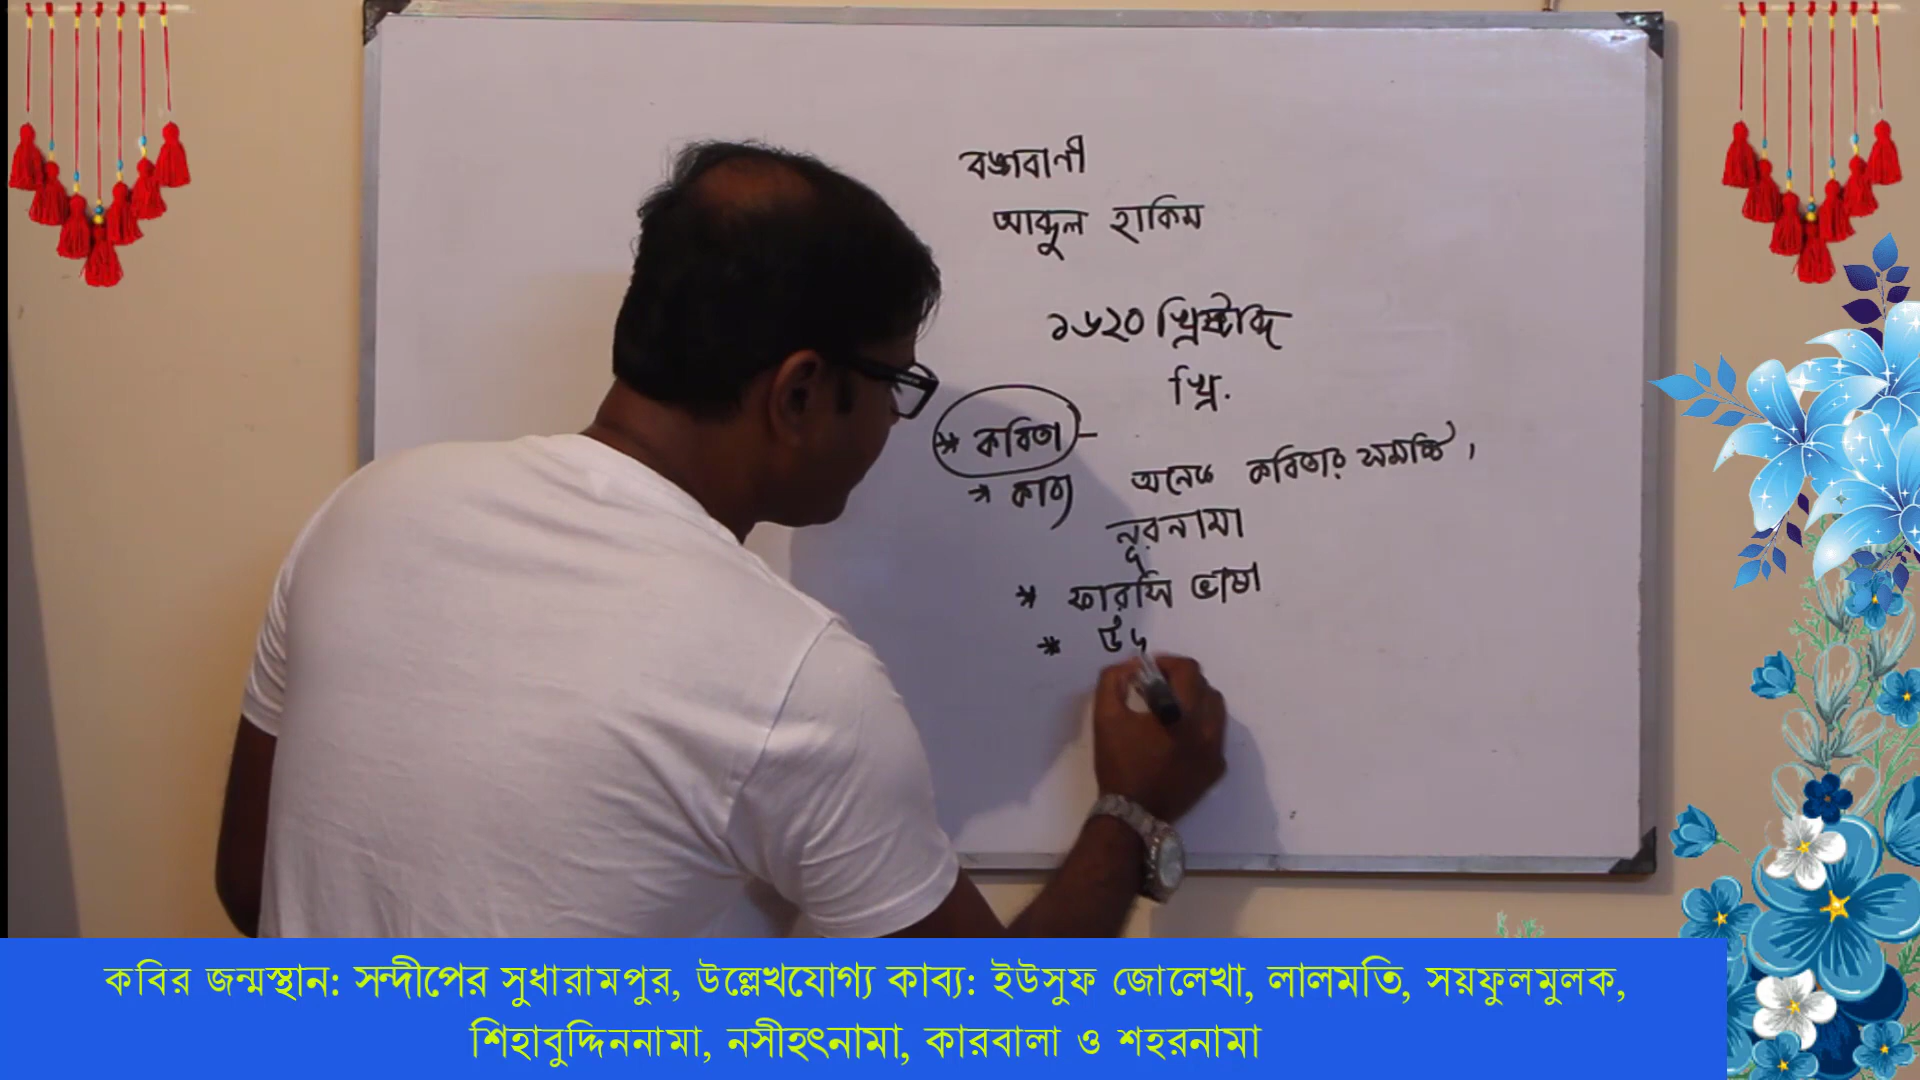 বঙ্গবাণী
আব্দুল হাকিম
১৬২০ খ্রিস্টাব্দ
খ্রি.
* কবিতা -
* কাব্য অনেক কবিতার সমষ্টি,
নূরনামা
* ফারসি ভাষা
*
কবির জন্মস্থান: সন্দীপের সুধারামপুর, উল্লেখযোগ্য কাব্য: ইউসুফ জোলেখা, লালমতি, সয়ফুলমুলক,
শিহাবুদ্দিননামা, নসীহৎনামা, কারবালা ও শহরনামা